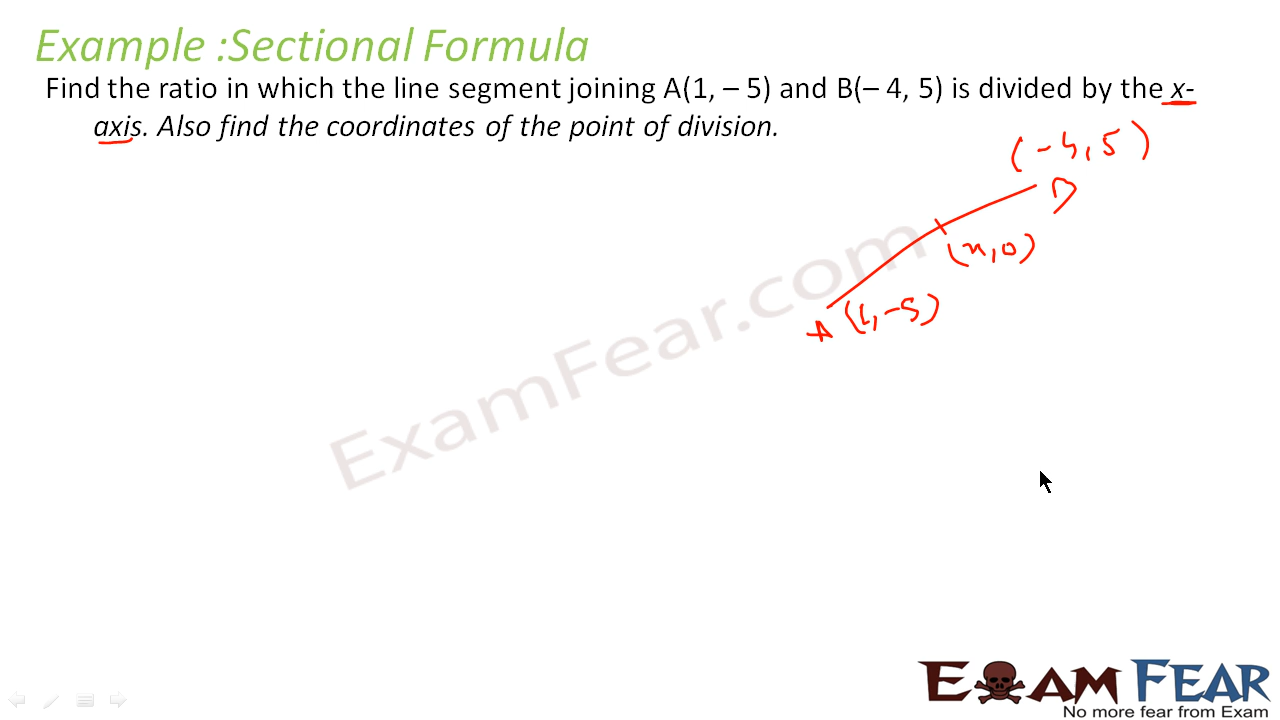 Example :Sectional Formula
Find the ratio in which the line segment joining A(1, – 5) and B(– 4, 5) is divided by the x-
axis. Also find the coordinates of the point of division.
(-4,5)
B
(x,0)
A (1,-5)
ExamFear.com
EXAM FEAR
No more fear from Exam